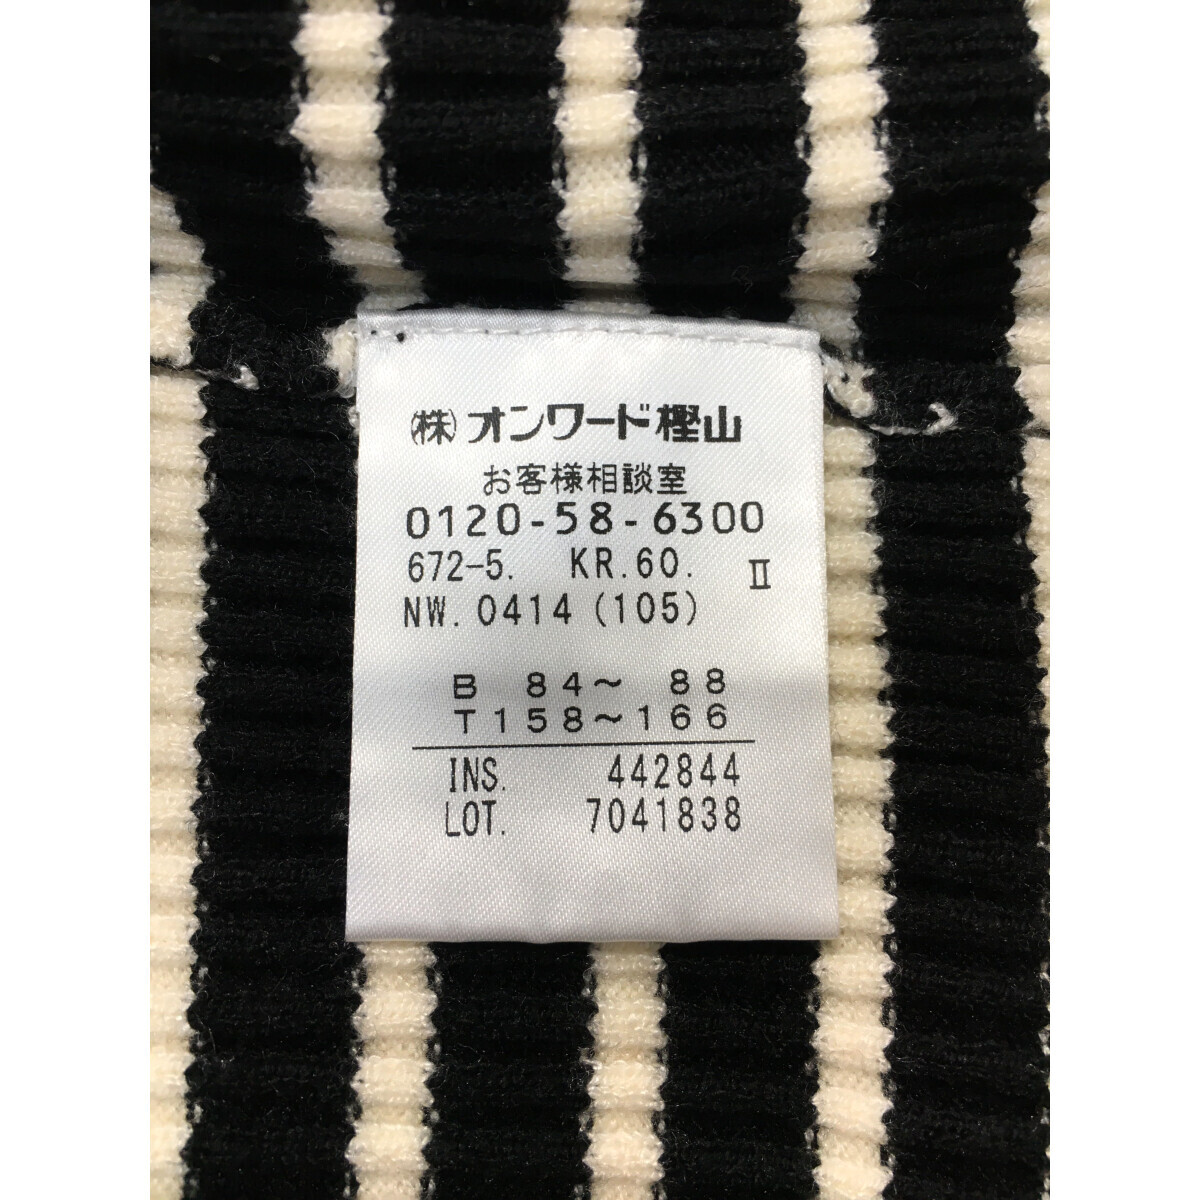 ㈱オンワード樫山
お客様相談室
0120-58-6300
672-5. KR.60. Ⅱ
NW.0414(105)
B 84〜 88
T158〜166
INS. 442844
LOT. 7041838